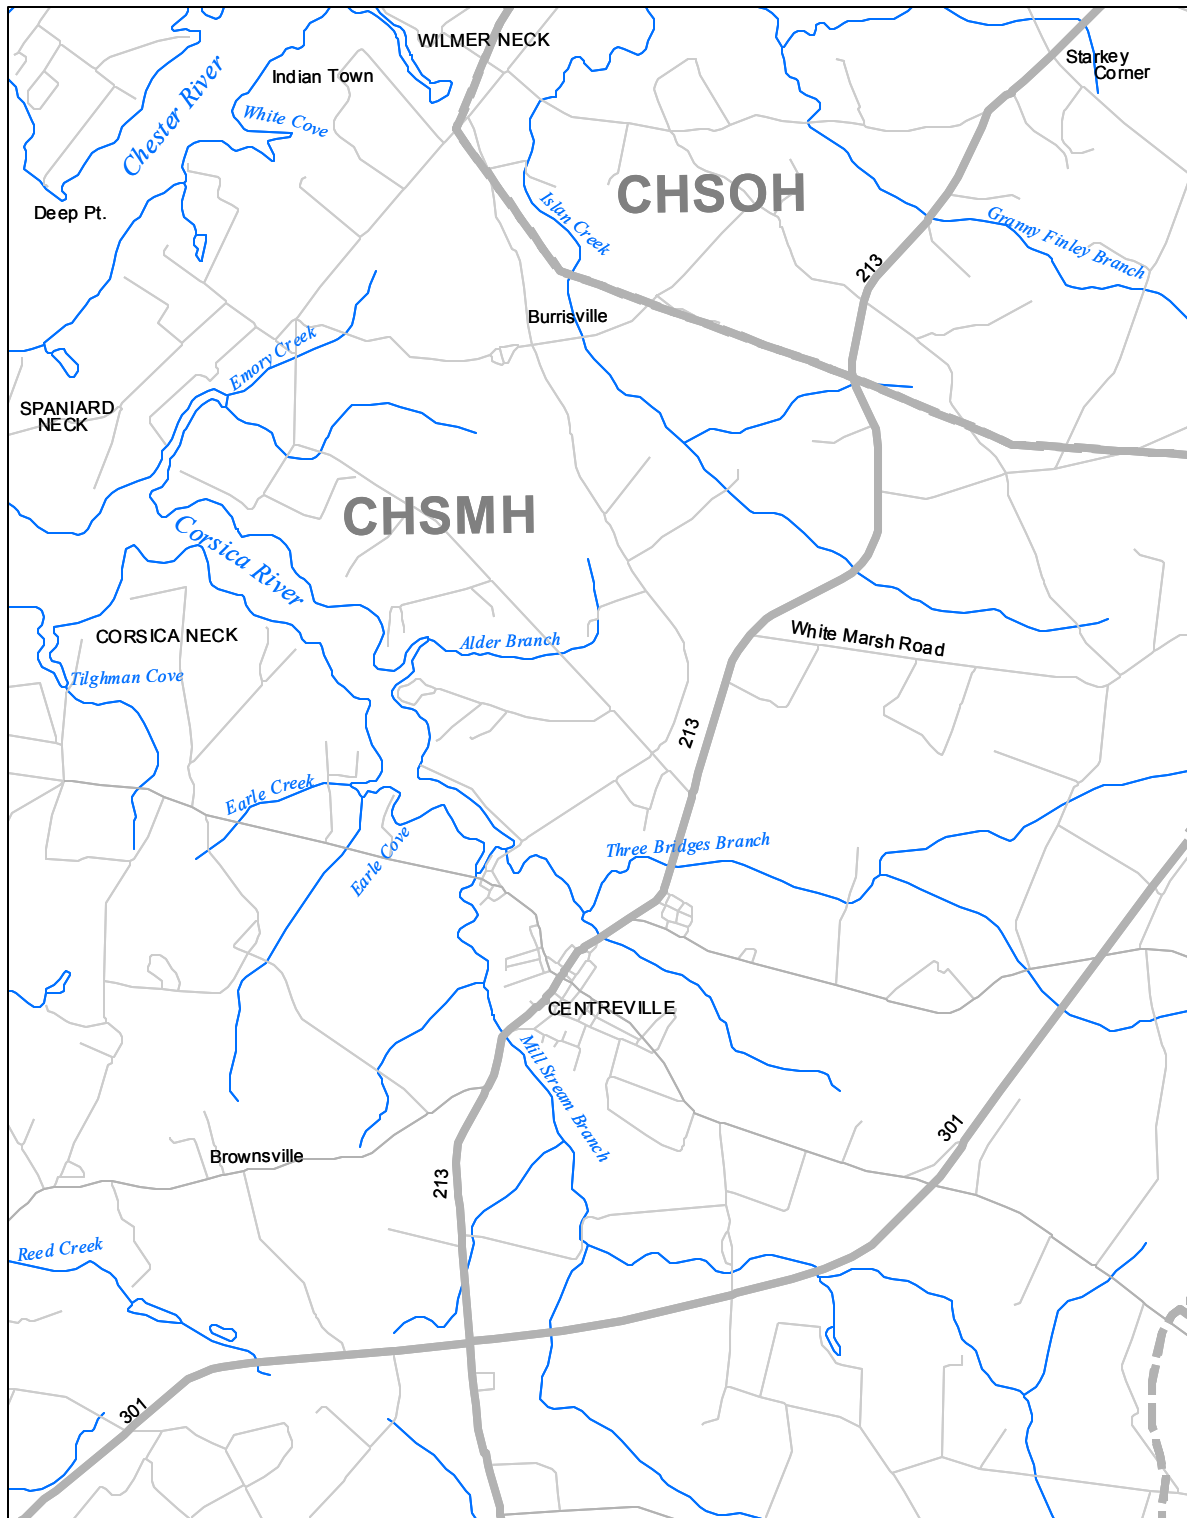 WILMER NECK
Starkey
Corner
Indian Town
Chester River
White Cove
CHSOH
Deep Pt.
Islan Creek
Granny Finley Branch
213
Burrisville
Emory Creek
SPANIARD
NECK
CHSMH
Corsica River
CORSICA NECK
Alder Branch
White Marsh Road
Tilghman Cove
213
Earle Creek
Earle Cove
Three Bridges Branch
CENTREVILLE
Mill Stream Branch
301
Brownsville
213
Reed Creek
301